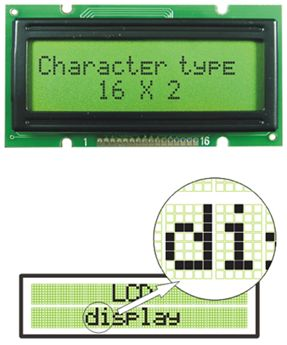 Character type
16 X 2
1 16
di
LCD
display